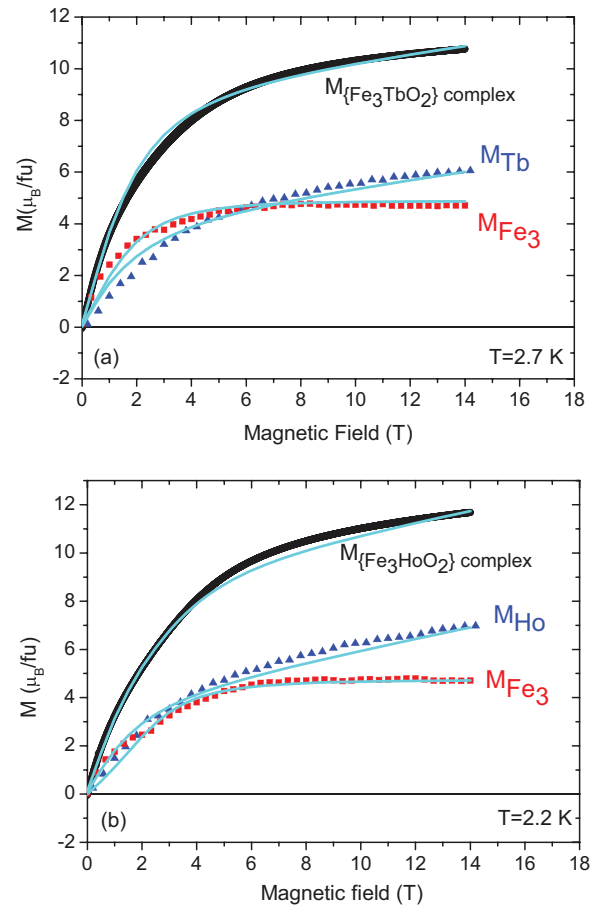 12
10
8
6
4
2
0
-2
M(μB/fu)
M{Fe3TbO2} complex
MTb
MFe3
(a)
T=2.7 K
0 2 4 6 8 10 12 14 16 18
Magnetic Field (T)
12
10
8
6
4
2
0
-2
M (μB/fu)
M{Fe3HoO2} complex
MHo
MFe3
(b)
T=2.2 K
0 2 4 6 8 10 12 14 16 18
Magnetic field (T)